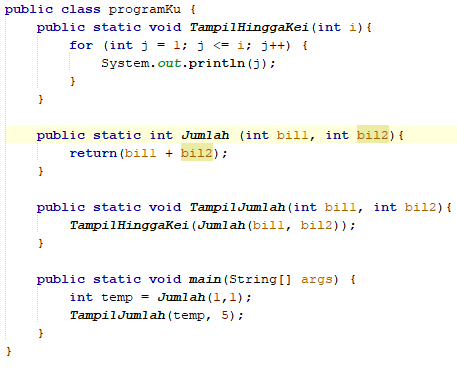 public class programKu {
    public static void TampilHinggaKei(int i){
        for (int j = 1; j <= i; j++) {
            System.out.println(j);
        }
    }

    public static int Jumlah (int bil1, int bil2){
        return(bil1 + bil2);
    }

    public static void TampilJumlah(int bil1, int bil2){
        TampilHinggaKei(Jumlah(bil1, bil2));
    }

    public static void main(String[] args) {
        int temp = Jumlah(1,1);
        TampilJumlah(temp, 5);
    }
}